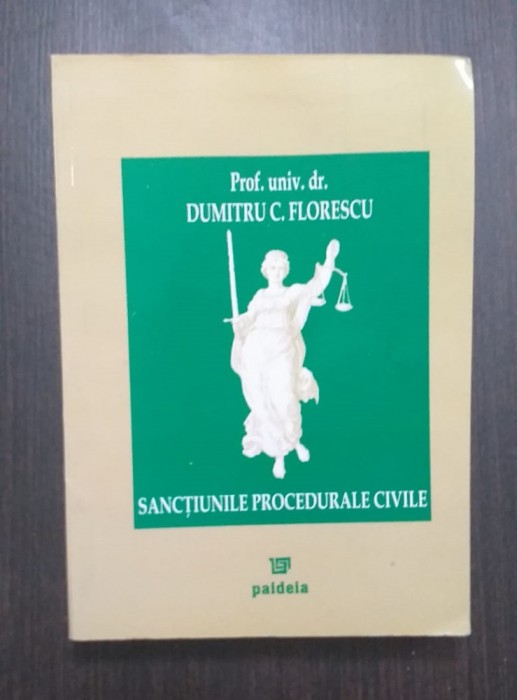 Prof. univ. dr.
DUMITRU C. FLORESCU
SANCȚIUNILE PROCEDURALE CIVILE
paideia